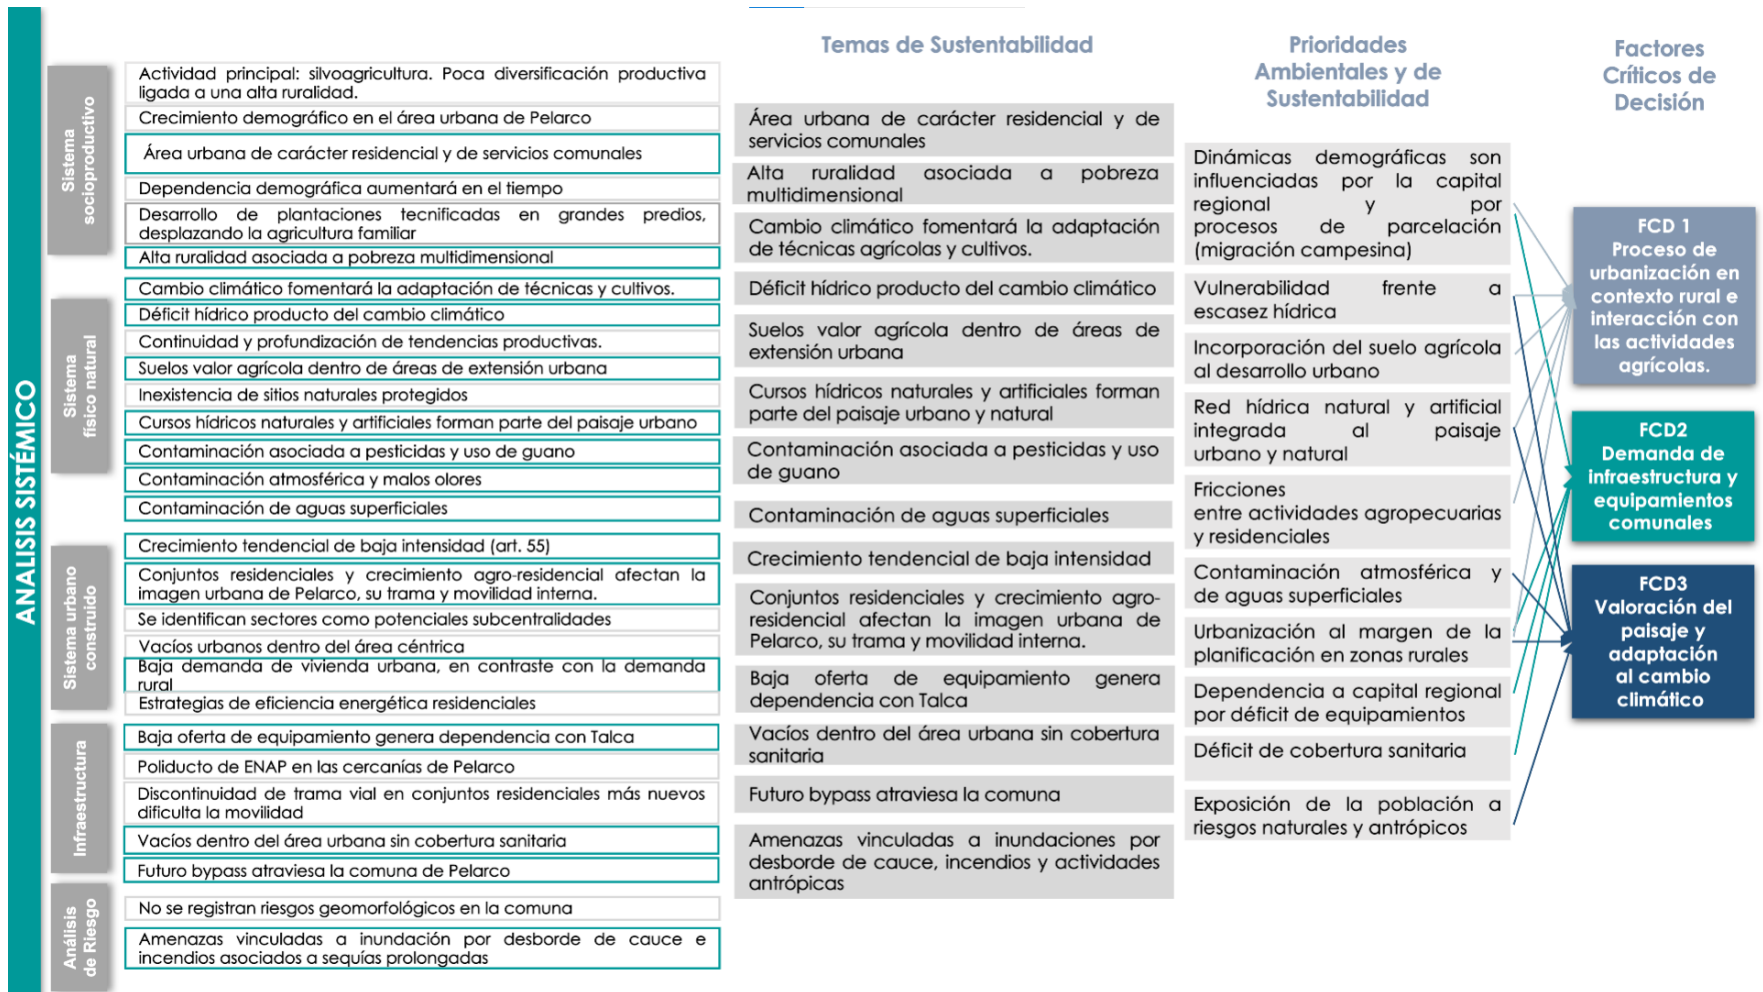 ANALISIS SISTÉMICO
Sistema
socioproductivo
Actividad principal: silvoagricultura. Poca diversificación productiva
ligada a una alta ruralidad.
Crecimiento demográfico en el área urbana de Pelarco
Área urbana de carácter residencial y de servicios comunales
Dependencia demográfica aumentará en el tiempo
Desarrollo de plantaciones tecnificadas en grandes predios,
desplazando la agricultura familiar
Alta ruralidad asociada a pobreza multidimensional
Sistema
físico natural
Cambio climático fomentará la adaptación de técnicas y cultivos.
Déficit hídrico producto del cambio climático
Continuidad y profundización de tendencias productivas.
Suelos valor agrícola dentro de áreas de extensión urbana
Inexistencia de sitios naturales protegidos
Cursos hídricos naturales y artificiales forman parte del paisaje urbano
Contaminación asociada a pesticidas y uso de guano
Contaminación atmosférica y malos olores
Contaminación de aguas superficiales
Sistema urbano
construido
Crecimiento tendencial de baja intensidad (art. 55)
Conjuntos residenciales y crecimiento agro-residencial afectan la
imagen urbana de Pelarco, su trama y movilidad interna.
Se identifican sectores como potenciales subcentralidades
Vacíos urbanos dentro del área céntrica
Baja demanda de vivienda urbana, en contraste con la demanda
rural
Estrategias de eficiencia energética residenciales
Infraestructura
Baja oferta de equipamiento genera dependencia con Talca
Poliducto de ENAP en las cercanías de Pelarco
Discontinuidad de trama vial en conjuntos residenciales más nuevos
dificulta la movilidad
Vacíos dentro del área urbana sin cobertura sanitaria
Futuro bypass atraviesa la comuna de Pelarco
Análisis
de Riesgo
No se registran riesgos geomorfológicos en la comuna
Amenazas vinculadas a inundación por desborde de cauce e
incendios asociados a sequías prolongadas
Temas de Sustentabilidad
Área urbana de carácter residencial y de
servicios comunales
Alta ruralidad asociada a pobreza
multidimensional
Cambio climático fomentará la adaptación
de técnicas agrícolas y cultivos.
Déficit hídrico producto del cambio climático
Suelos valor agrícola dentro de áreas de
extensión urbana
Cursos hídricos naturales y artificiales forman
parte del paisaje urbano y natural
Contaminación asociada a pesticidas y uso
de guano
Contaminación de aguas superficiales
Crecimiento tendencial de baja intensidad
Conjuntos residenciales y crecimiento agro-
residencial afectan la imagen urbana de
Pelarco, su trama y movilidad interna.
Baja oferta de equipamiento genera
dependencia con Talca
Vacíos dentro del área urbana sin cobertura
sanitaria
Futuro bypass atraviesa la comuna
Amenazas vinculadas a inundaciones por
desborde de cauce, incendios y actividades
antrópicas
Prioridades
Ambientales y de
Sustentabilidad
Dinámicas demográficas son
influenciadas por la capital
regional y por
procesos de parcelación
(migración campesina)
Vulnerabilidad frente a
escasez hídrica
Incorporación del suelo agrícola
al desarrollo urbano
Red hídrica natural y artificial
integrada al paisaje
urbano y natural
Fricciones
entre actividades agropecuarias
y residenciales
Contaminación atmosférica y
de aguas superficiales
Urbanización al margen de la
planificación en zonas rurales
Dependencia a capital regional
por déficit de equipamientos
Déficit de cobertura sanitaria
Exposición de la población a
riesgos naturales y antrópicos
Factores
Críticos de
Decisión
FCD 1
Proceso de
urbanización en
contexto rural e
interacción con
las actividades
agrícolas.
FCD2
Demanda de
infraestructura y
equipamientos
comunales
FCD3
Valoración del
paisaje y
adaptación
al cambio
climático